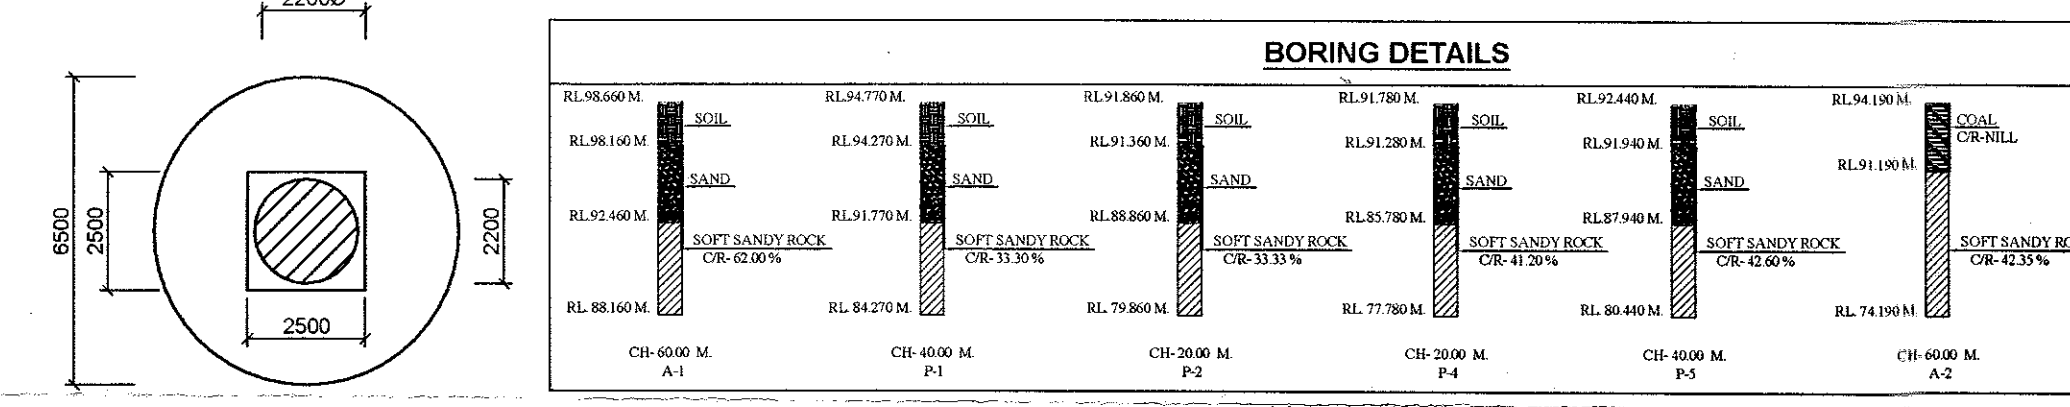 2200Ø
6500
2500
2200
2500
BORING DETAILS
RL.98.660 M.
SOIL
RL.98.160 M.
SAND
RL.92.460 M.
SOFT SANDY ROCK
C/R- 62.00 %
RL. 88.160 M.
CH- 60.00 M.
A-1
RL.94.770 M.
SOIL
RL.94.270 M.
SAND
RL.91.770 M.
SOFT SANDY ROCK
C/R- 33.30 %
RL. 84.270 M.
CH- 40.00 M.
P-1
RL.91.860 M.
SOIL
RL.91.360 M.
SAND
RL.88.860 M.
SOFT SANDY ROCK
C/R- 33.33 %
RL. 79.860 M.
CH- 20.00 M.
P-2
RL.91.780 M.
SOIL
RL.91.280 M.
SAND
RL.85.780 M.
SOFT SANDY ROCK
C/R- 41.20 %
RL. 77.780 M.
CH- 20.00 M.
P-4
RL.92.440 M.
SOIL
RL.91.940 M.
SAND
RL.87.940 M.
SOFT SANDY ROCK
C/R- 42.60 %
RL. 80.440 M.
CH- 40.00 M.
P-5
RL.94.190 M.
COAL
C/R-NILL
RL.91.190 M.
SOFT SANDY RO
C/R- 42.35 %
RL. 74.190 M.
CH- 60.00 M.
A-2